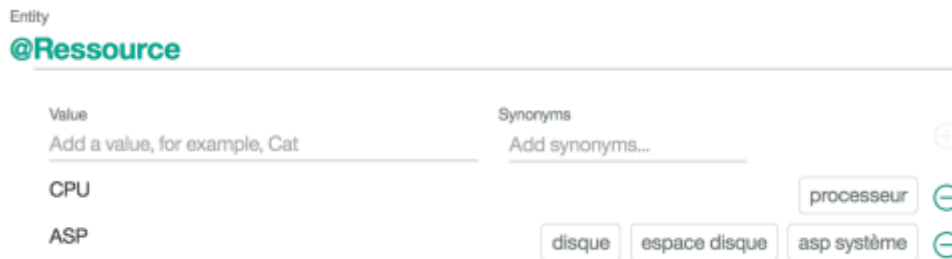 Entity
@Ressource
Value Synonyms
Add a value, for example, Cat Add synonyms...
CPU processeur
ASP disque espace disque asp système